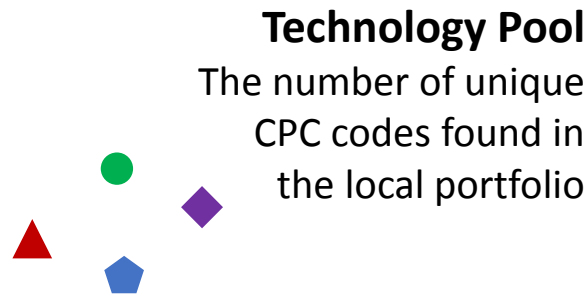 Technology Pool
The number of unique
CPC codes found in
the local portfolio